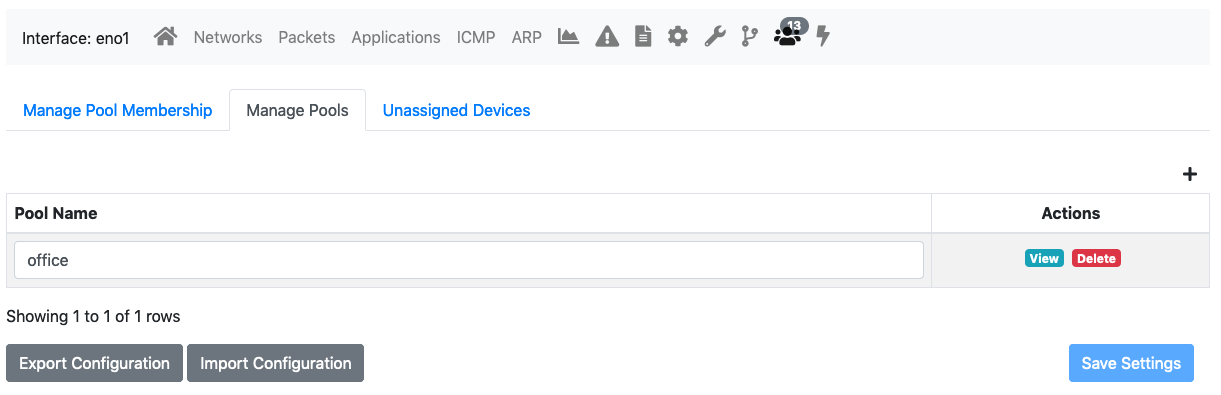 Interface: eno1 Networks Packets Applications ICMP ARP 13
Manage Pool Membership Manage Pools Unassigned Devices
Pool Name Actions
office View Delete
Showing 1 to 1 of 1 rows
Export Configuration Import Configuration Save Settings